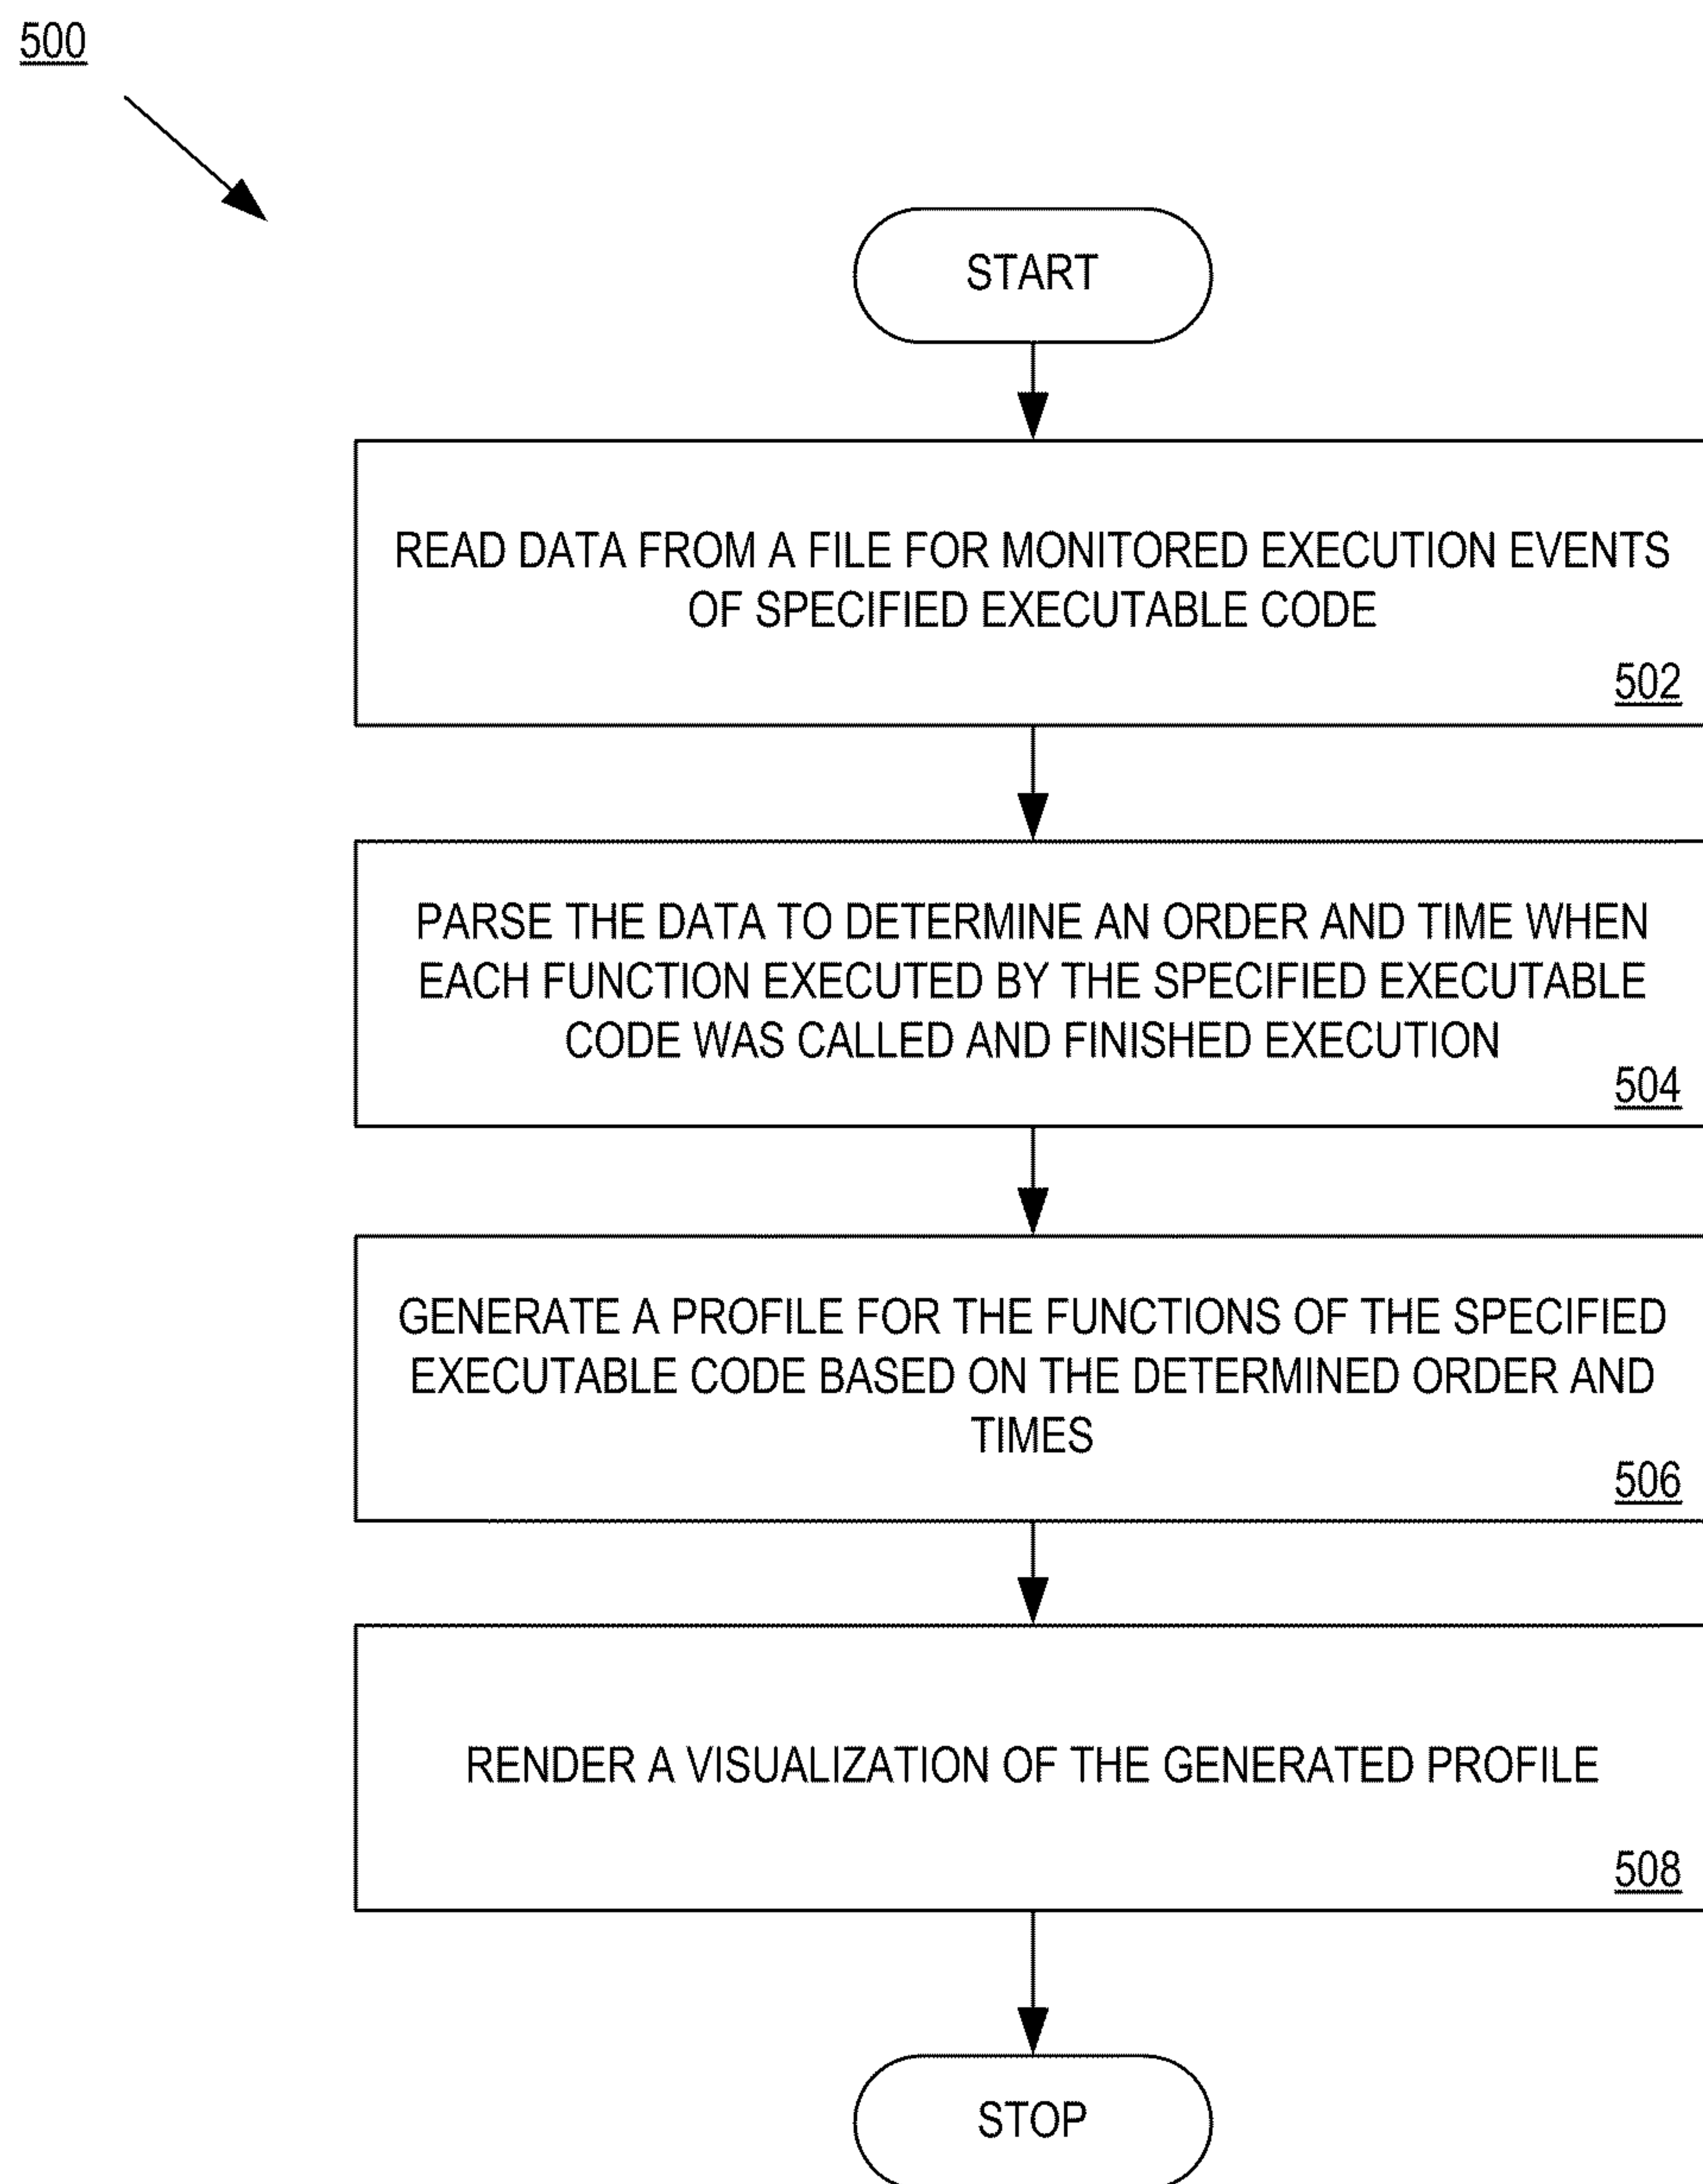 500
START
READ DATA FROM A FILE FOR MONITORED EXECUTION EVENTS
OF SPECIFIED EXECUTABLE CODE
502
PARSE THE DATA TO DETERMINE AN ORDER AND TIME WHEN
EACH FUNCTION EXECUTED BY THE SPECIFIED EXECUTABLE
CODE WAS CALLED AND FINISHED EXECUTION
504
GENERATE A PROFILE FOR THE FUNCTIONS OF THE SPECIFIED
EXECUTABLE CODE BASED ON THE DETERMINED ORDER AND
TIMES
506
RENDER A VISUALIZATION OF THE GENERATED PROFILE
508
STOP